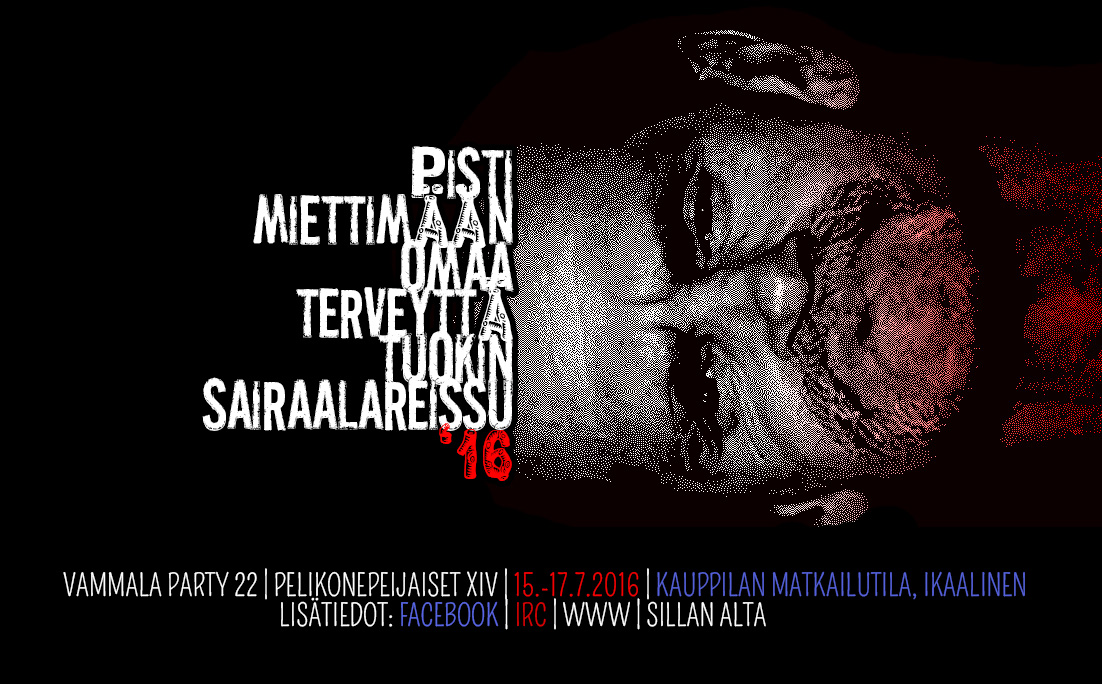 PISTI
MIETTIMÄÄN
OMAA
TERVEYTTÄ
TUOKIN
SAIRAALAREISSU
'16
VAMMALA PARTY 22 | PELIKONEPEIJAISET XIV | 15.-17.7.2016 | KAUPPILAN MATKAILUTILA, IKAALINEN
LISÄTIEDOT: FACEBOOK | IRC | WWW | SILLAN ALTA